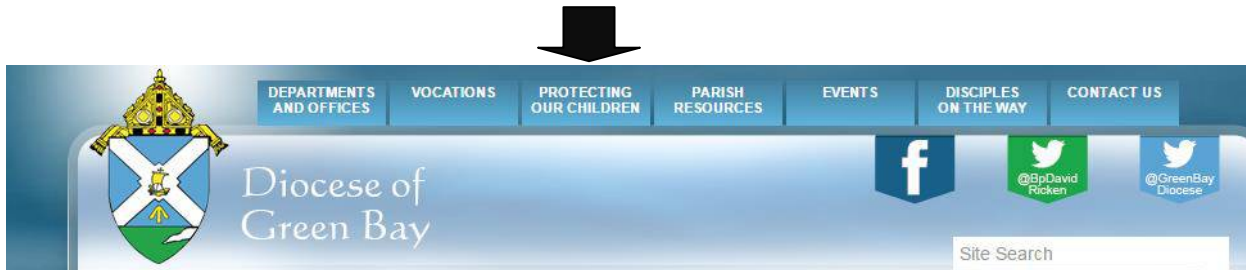 DEPARTMENTS
AND OFFICES
VOCATIONS
PROTECTING
OUR CHILDREN
PARISH
RESOURCES
EVENTS
DISCIPLES
ON THE WAY
CONTACT US
Diocese of
Green Bay
@BpDavid
Ricken
@GreenBay
Diocese
Site Search